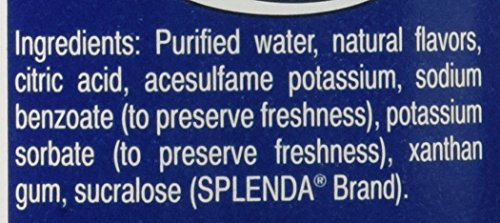 Ingredients: Purified water, natural flavors,
citric acid, acesulfame potassium, sodium
benzoate (to preserve freshness), potassium
sorbate (to preserve freshness), xanthan
gum, sucralose (SPLENDA® Brand).